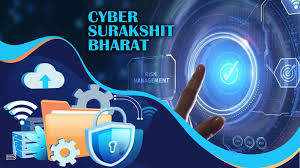 CYBER
SURAKSHIT
BHARAT
RISK
MANAGEMENT